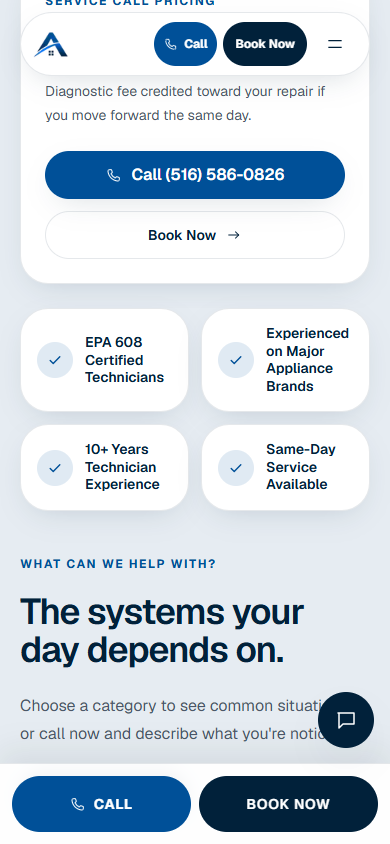 SERVICE CALL PRICING
Call
Book Now
Diagnostic fee credited toward your repair if
you move forward the same day.
Call (516) 586-0826
Book Now
EPA 608
Certified
Technicians
Experienced
on Major
Appliance
Brands
10+ Years
Technician
Experience
Same-Day
Service
Available
WHAT CAN WE HELP WITH?
The systems your
day depends on.
Choose a category to see common
or call now and describe what you're
CALL
BOOK NOW